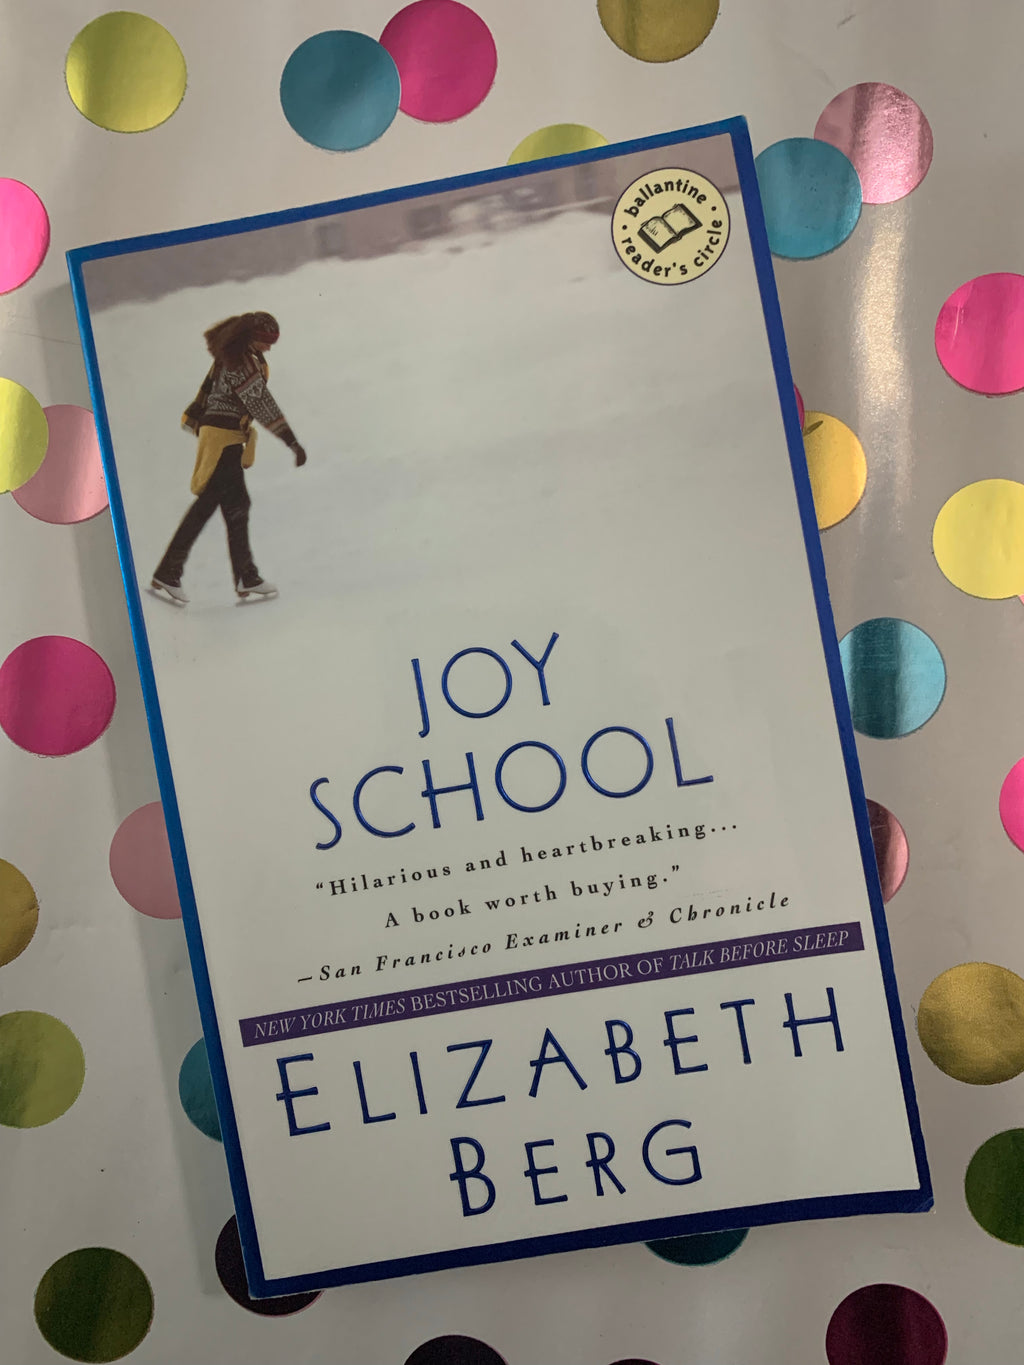 ballantine
reader's circle
JOY
SCHOOL
“Hilarious and heartbreaking...
A book worth buying.”
—San Francisco Examiner & Chronicle
NEW YORK TIMES BESTSELLING AUTHOR OF TALK BEFORE SLEEP
ELIZABETH
BERG